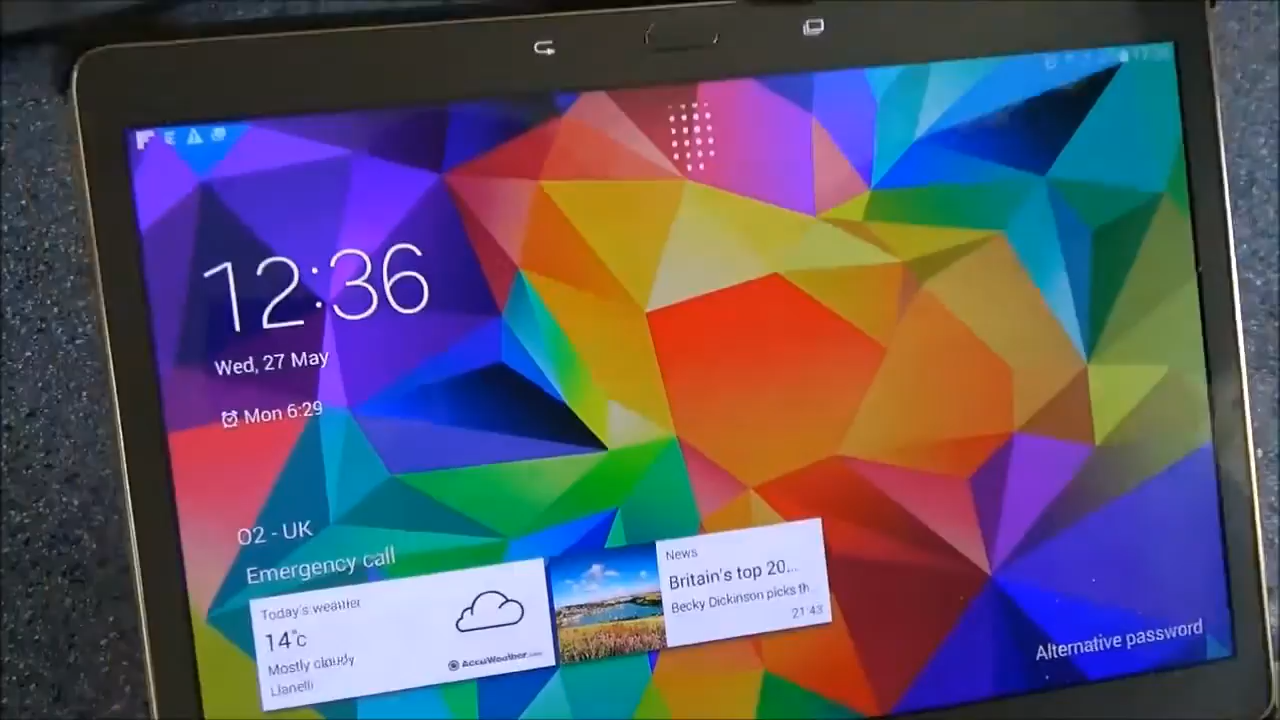 12:36
Wed, 27 May
Mon 6:29
O2 - UK
Emergency call
Today's weather
14°c
Mostly cloudy
Llanelli
AccuWeather.com
News
Britain's top 20...
Becky Dickinson picks th
21:43
Alternative password